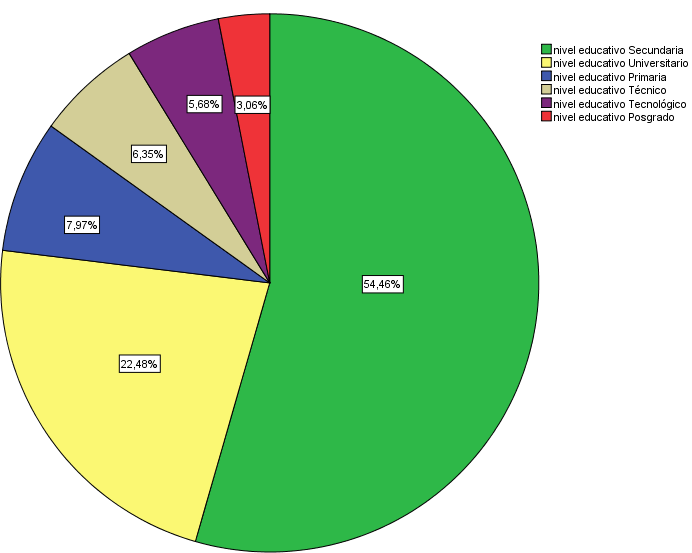 nivel educativo Secundaria
nivel educativo Universitario
nivel educativo Primaria
nivel educativo Técnico
nivel educativo Tecnológico
nivel educativo Posgrado
5,68%
3,06%
6,35%
7,97%
54,46%
22,48%